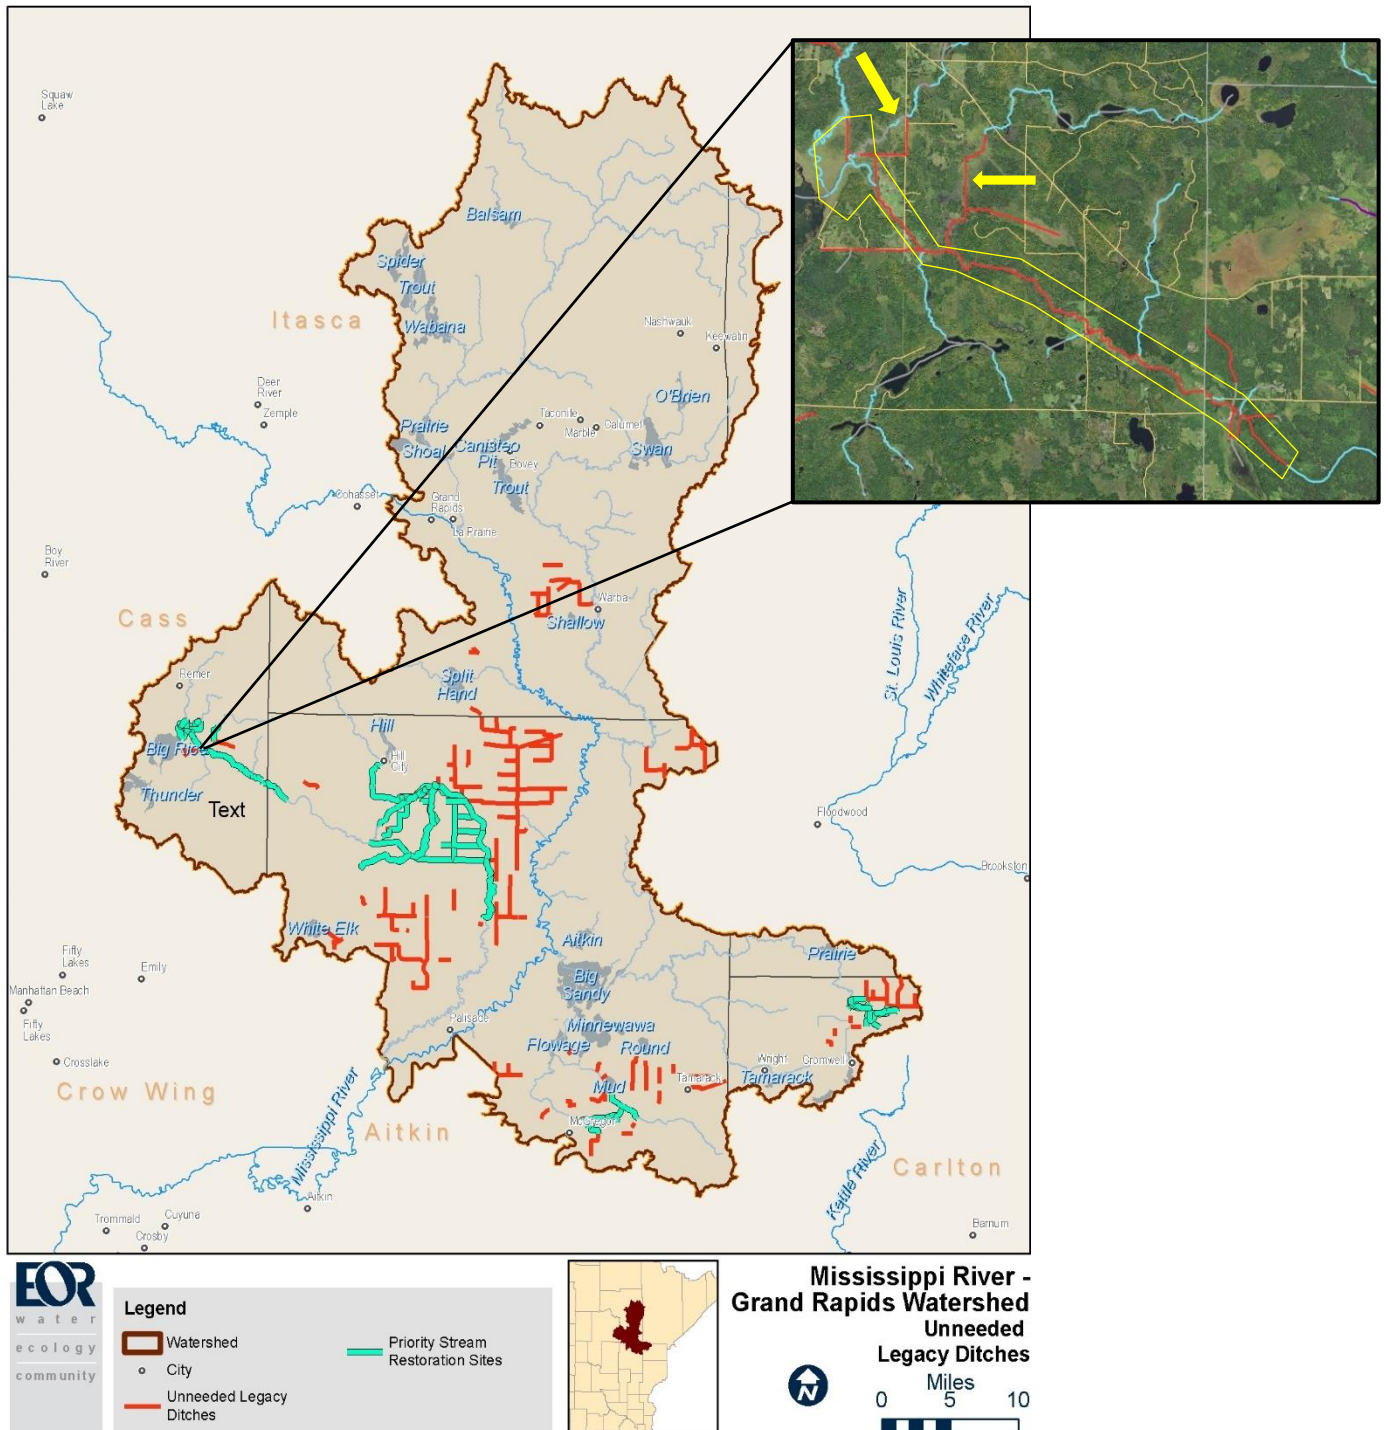 Squaw
Lake
Balsam
Spider
Trout
Wabana
Itasca
Nashwauk
Keewatin
Deer
River
Zemple
O'Brien
Prairie
Shoal
Canisteo
Pit
Taconite
Marble
Calumet
Swan
Bovey
Trout
Cohasset
Grand
Rapids
La Prairie
Boy
River
Cass
Warba
Shallow
St. Louis River
Whiteface River
Remer
Split
Hand
Hill
Big Rice
Hill
City
Thunder
Text
Floodwood
Brookston
White Elk
Aitkin
Prairie
Fifty
Lakes
Emily
Big
Sandy
Manhattan Beach
Fifty
Lakes
Palisade
Minnewawa
Flowage
Round
Crosslake
Wright
Cromwell
Tamarack
Tamarack
Mud
Crow Wing
McGregor
Mississippi River
Aitkin
Carlton
Kettle River
Aitkin
Trommald
Cuyuna
Crosby
Barnum
EOR
water
ecology
community
Legend
Watershed
City
Unneeded Legacy
Ditches
Priority Stream
Restoration Sites
Mississippi River -
Grand Rapids Watershed
Unneeded
Legacy Ditches
N
Miles
0 5 10